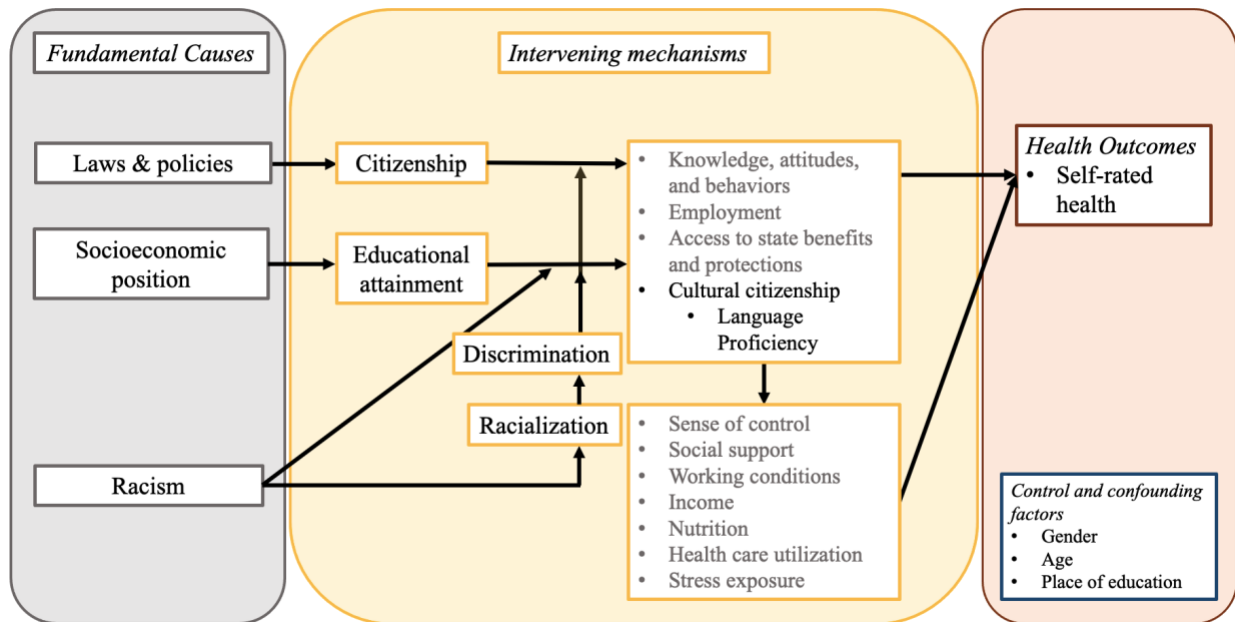 Fundamental Causes
Laws & policies
Socioeconomic
position
Racism
Intervening mechanisms
Citizenship
Educational
attainment
Discrimination
Racialization
• Knowledge, attitudes,
and behaviors
• Employment
• Access to state benefits
and protections
• Cultural citizenship
• Language
Proficiency
• Sense of control
• Social support
• Working conditions
• Income
• Nutrition
• Health care utilization
• Stress exposure
Health Outcomes
• Self-rated
health
Control and confounding
factors
• Gender
• Age
• Place of education